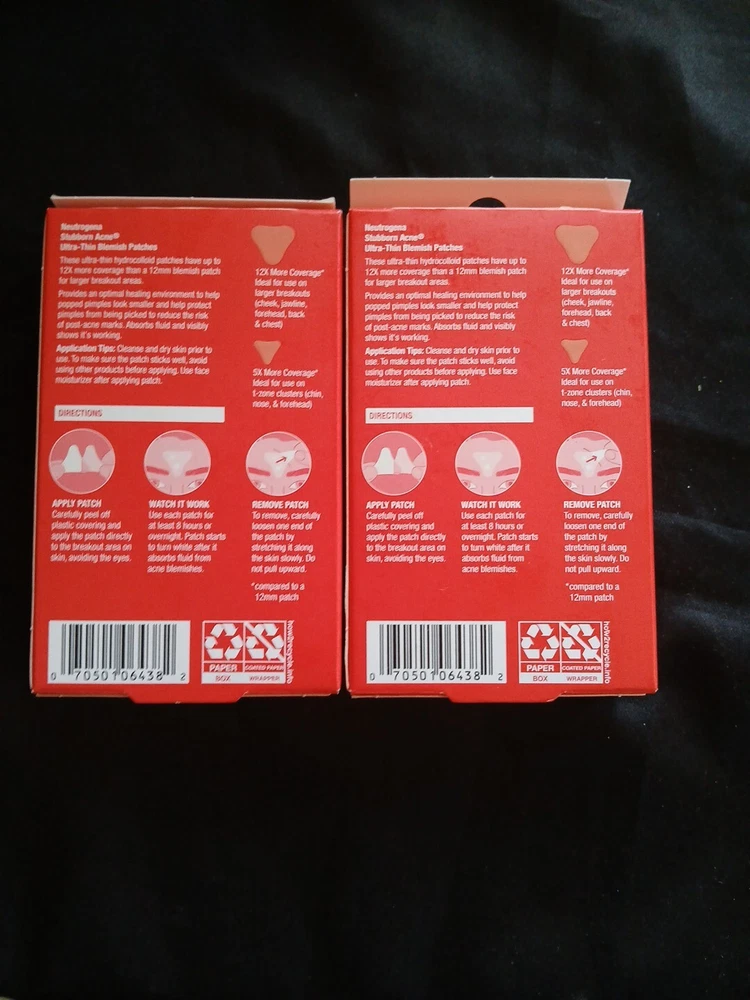 Neutrogena
Stubborn Acne®
Ultra-Thin Blemish Patches
These ultra-thin hydrocolloid patches have up to
12X more coverage than a 12mm blemish patch
for larger breakout areas.
Provides an optimal healing environment to help
popped pimples look smaller and help protect
pimples from being picked to reduce the risk
of post-acne marks. Absorbs fluid and visibly
shows it's working.
Application Tips: Cleanse and dry skin prior to
use. To make sure the patch sticks well, avoid
using other products before applying. Use face
moisturizer after applying patch.
12X More Coverage*
Ideal for use on
larger breakouts
(cheek, jawline,
forehead, back
& chest)
5X More Coverage*
Ideal for use on
t-zone clusters (chin,
nose, & forehead)
DIRECTIONS
APPLY PATCH
Carefully peel off
plastic covering and
apply the patch directly
to the breakout area on
skin, avoiding the eyes.
WATCH IT WORK
Use each patch for
at least 8 hours or
overnight. Patch starts
to turn white after it
absorbs fluid from
acne blemishes.
REMOVE PATCH
To remove, carefully
loosen one end of
the patch by
stretching it along
the skin slowly. Do
not pull upward.
*compared to a
12mm patch
0 70501 06438 2
PAPER
BOX
COATED PAPER
WRAPPER
how2recycle.info
Neutrogena
Stubborn Acne®
Ultra-Thin Blemish Patches
These ultra-thin hydrocolloid patches have up to
12X more coverage than a 12mm blemish patch
for larger breakout areas.
Provides an optimal healing environment to help
popped pimples look smaller and help protect
pimples from being picked to reduce the risk
of post-acne marks. Absorbs fluid and visibly
shows it's working.
Application Tips: Cleanse and dry skin prior to
use. To make sure the patch sticks well, avoid
using other products before applying. Use face
moisturizer after applying patch.
12X More Coverage*
Ideal for use on
larger breakouts
(cheek, jawline,
forehead, back
& chest)
5X More Coverage*
Ideal for use on
t-zone clusters (chin,
nose, & forehead)
DIRECTIONS
APPLY PATCH
Carefully peel off
plastic covering and
apply the patch directly
to the breakout area on
skin, avoiding the eyes.
WATCH IT WORK
Use each patch for
at least 8 hours or
overnight. Patch starts
to turn white after it
absorbs fluid from
acne blemishes.
REMOVE PATCH
To remove, carefully
loosen one end of
the patch by
stretching it along
the skin slowly. Do
not pull upward.
*compared to a
12mm patch
0 70501 06438 2
PAPER
BOX
COATED PAPER
WRAPPER
how2recycle.info